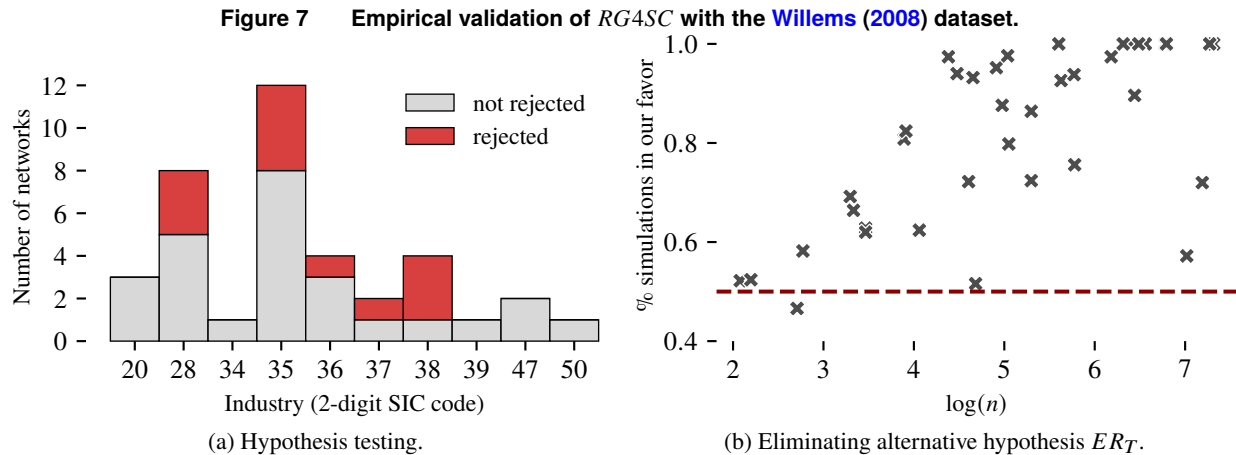 Figure 7 Empirical validation of RG4SC with the Willems (2008) dataset.
Number of networks
12
10
8
6
4
2
0
not rejected
rejected
20 28 34 35 36 37 38 39 47 50
Industry (2-digit SIC code)
(a) Hypothesis testing.
% simulations in our favor
1.0
0.8
0.6
0.4
2 3 4 5 6 7
log(n)
(b) Eliminating alternative hypothesis ER_T.